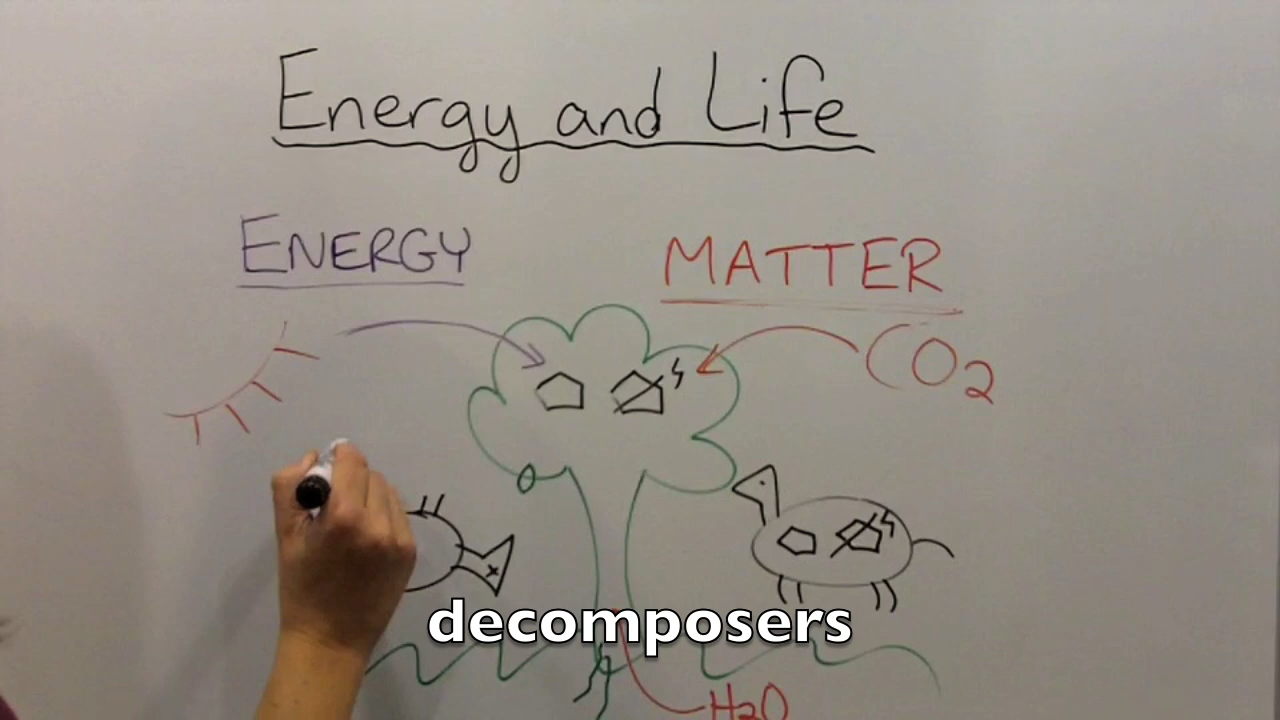 Energy and Life
ENERGY
MATTER
CO2
decomposers
H2O